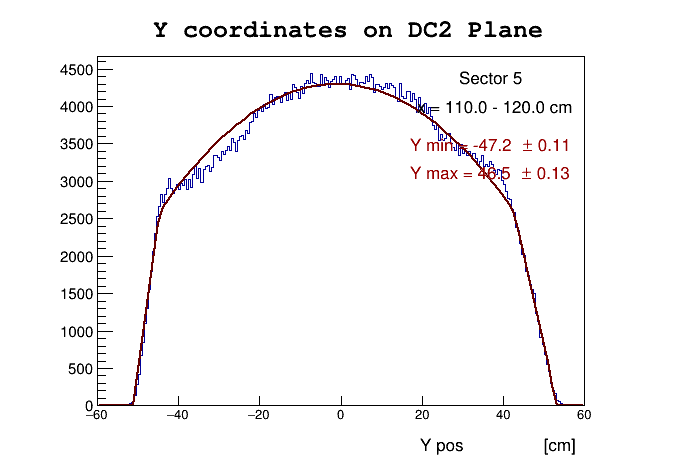 Y coordinates on DC2 Plane
4500
4000
3500
3000
2500
2000
1500
1000
500
0
Sector 5
X = 110.0 - 120.0 cm
Y min = -47.2 ± 0.11
Y max = 46.5 ± 0.13
−60 −40 −20 0 20 40 60
Y pos [cm]